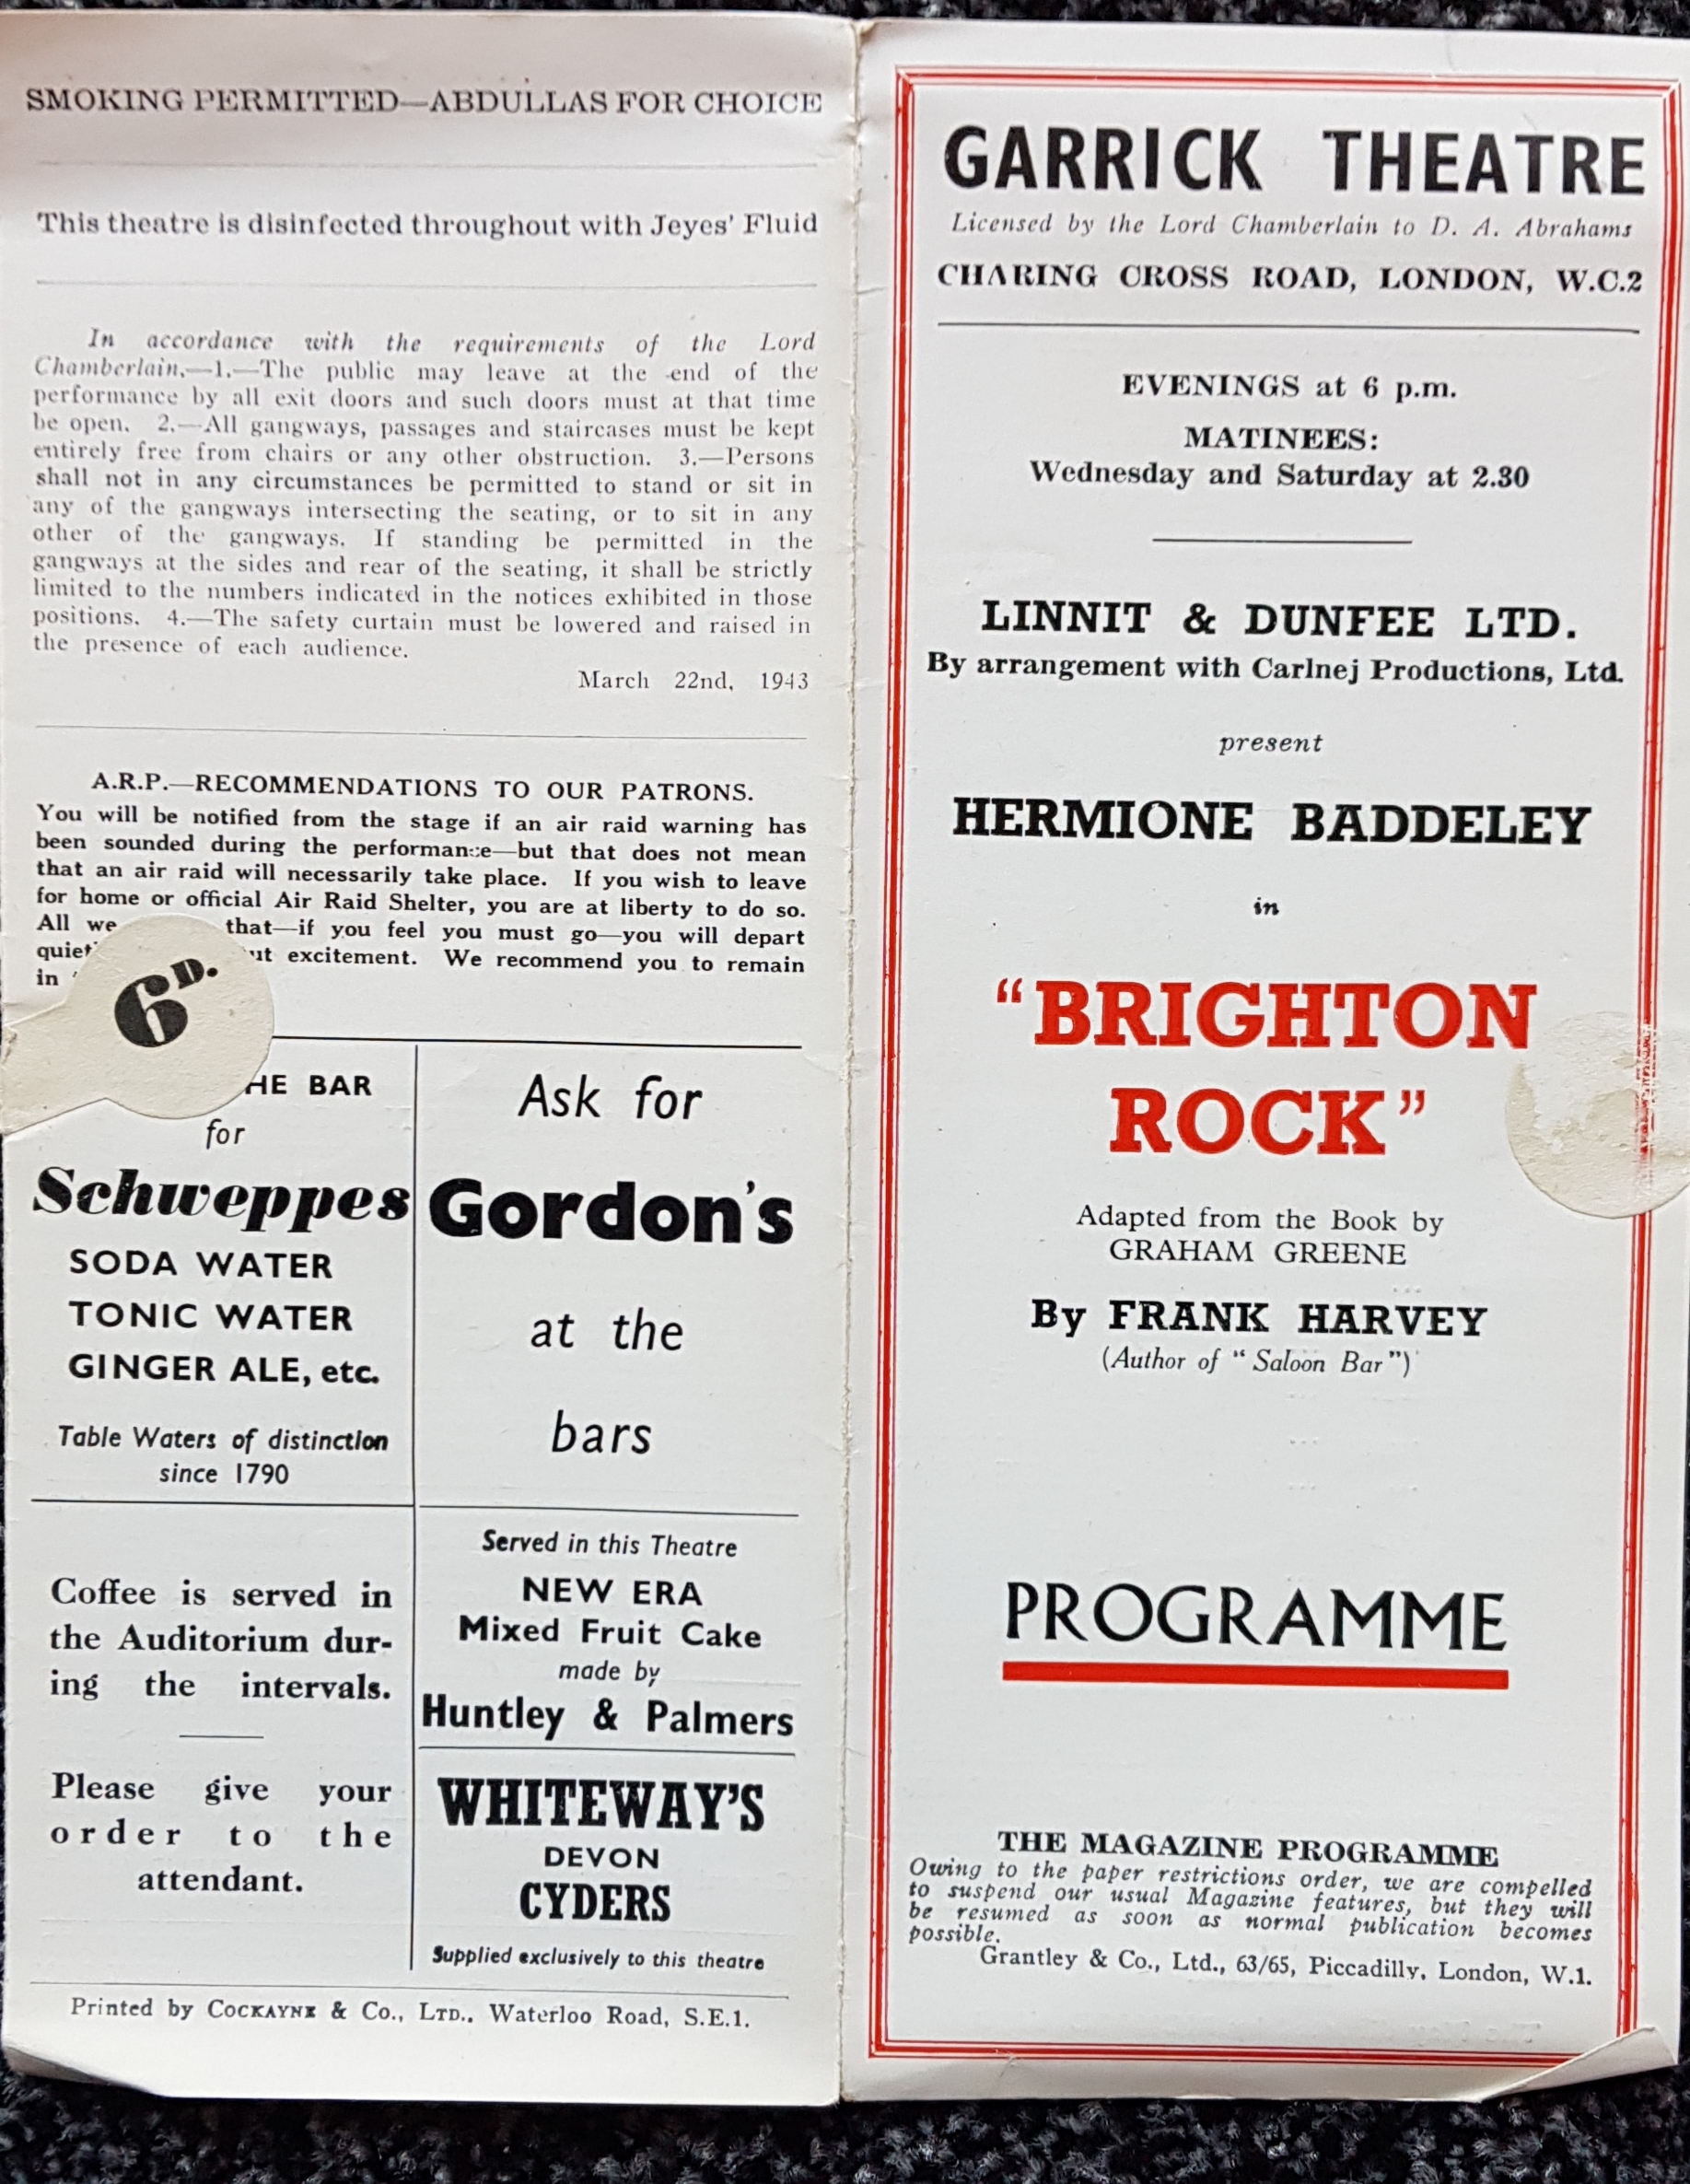 SMOKING PERMITTED—ABDULLAS FOR CHOICE
This theatre is disinfected throughout with Jeyes' Fluid
In accordance with the requirements of the Lord
Chamberlain.—1.—The public may leave at the end of the
performance by all exit doors and such doors must at that time
be open. 2.—All gangways, passages and staircases must be kept
entirely free from chairs or any other obstruction. 3.—Persons
shall not in any circumstances be permitted to stand or sit in
any of the gangways intersecting the seating, or to sit in any
other of the gangways. If standing be permitted in the
gangways at the sides and rear of the seating, it shall be strictly
limited to the numbers indicated in the notices exhibited in those
positions. 4.—The safety curtain must be lowered and raised in
the presence of each audience.
March 22nd, 1943
A.R.P.—RECOMMENDATIONS TO OUR PATRONS.
You will be notified from the stage if an air raid warning has
been sounded during the performance—but that does not mean
that an air raid will necessarily take place. If you wish to leave
for home or official Air Raid Shelter, you are at liberty to do so.
All we that—if you feel you must go—you will depart
excitement. We recommend you to remain
in
6D.
BAR
for
Schweppes
SODA WATER
TONIC WATER
GINGER ALE, etc.
Table Waters of distinction
since 1790
Ask for
Gordon's
at the
bars
Coffee is served in
the Auditorium dur-
ing the intervals.
Please give your
order to the
attendant.
Served in this Theatre
NEW ERA
Mixed Fruit Cake
made by
Huntley & Palmers
WHITEWAY'S
DEVON
CYDERS
Supplied exclusively to this theatre
Printed by COCKAYNE & Co., LTD., Waterloo Road, S.E.1.
GARRICK THEATRE
Licensed by the Lord Chamberlain to D. A. Abrahams
CHARING CROSS ROAD, LONDON, W.C.2
EVENINGS at 6 p.m.
MATINEES:
Wednesday and Saturday at 2.30
LINNIT & DUNFEE LTD.
By arrangement with Carlnej Productions, Ltd.
present
HERMIONE BADDELEY
in
"BRIGHTON
ROCK"
Adapted from the Book by
GRAHAM GREENE
By FRANK HARVEY
(Author of "Saloon Bar")
PROGRAMME
THE MAGAZINE PROGRAMME
Owing to the paper restrictions order, we are compelled
to suspend our usual Magazine features, but they will
be resumed as soon as normal publication becomes
possible.
Grantley & Co., Ltd., 63/65, Piccadilly, London, W.1.